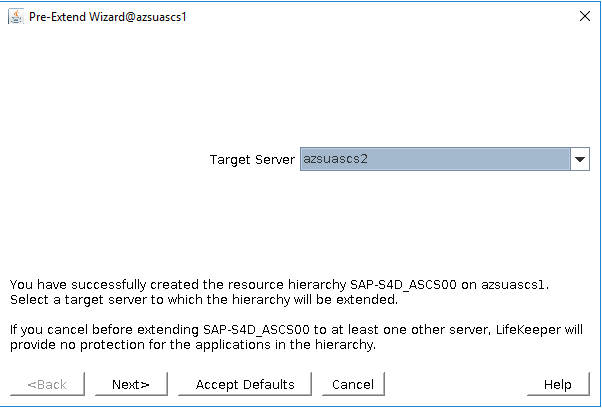 Pre-Extend Wizard@azsuascs1
Target Server azsuascs2
You have successfully created the resource hierarchy SAP-S4D_ASCS00 on azsuascs1.
Select a target server to which the hierarchy will be extended.
If you cancel before extending SAP-S4D_ASCS00 to at least one other server, LifeKeeper will
provide no protection for the applications in the hierarchy.
<Back Next> Accept Defaults Cancel Help